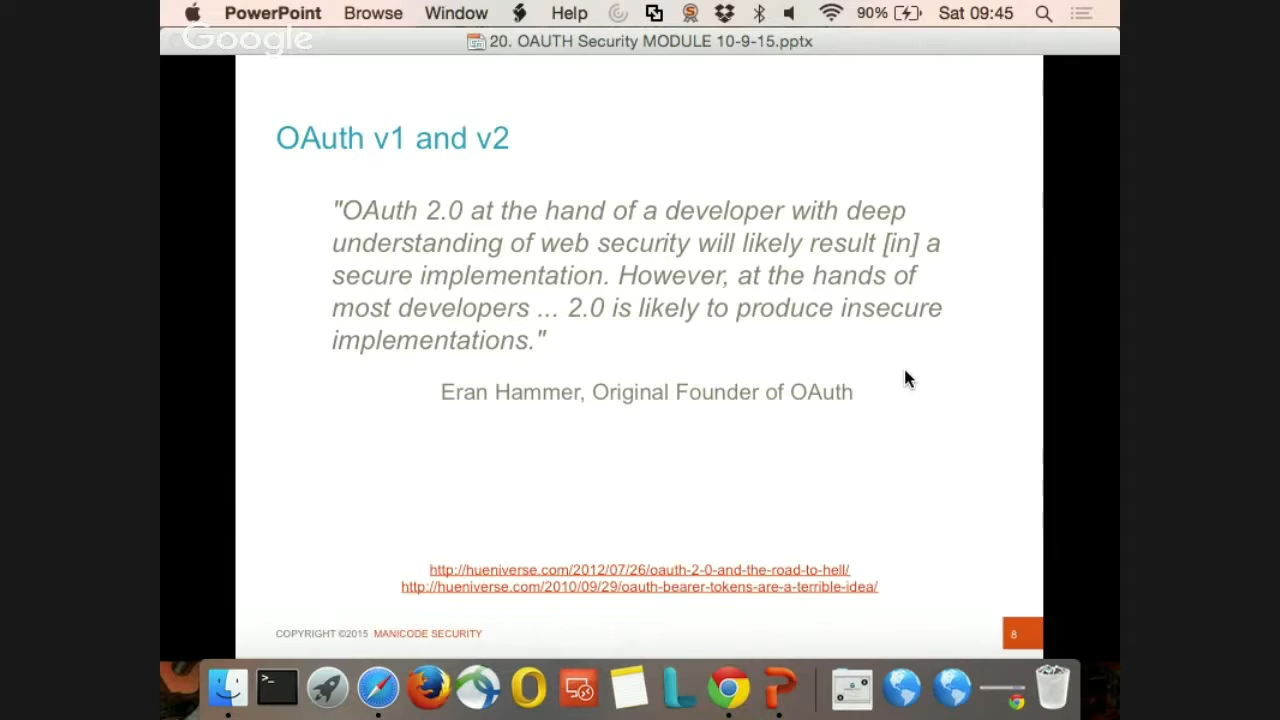 PowerPoint Browse Window Help 90% Sat 09:45
Google
20. OAUTH Security MODULE 10-9-15.pptx
OAuth v1 and v2
"OAuth 2.0 at the hand of a developer with deep
understanding of web security will likely result [in] a
secure implementation. However, at the hands of
most developers ... 2.0 is likely to produce insecure
implementations."
Eran Hammer, Original Founder of OAuth
http://hueniverse.com/2012/07/26/oauth-2-0-and-the-road-to-hell/
http://hueniverse.com/2010/09/29/oauth-bearer-tokens-are-a-terrible-idea/
COPYRIGHT ©2015 MANICODE SECURITY
8